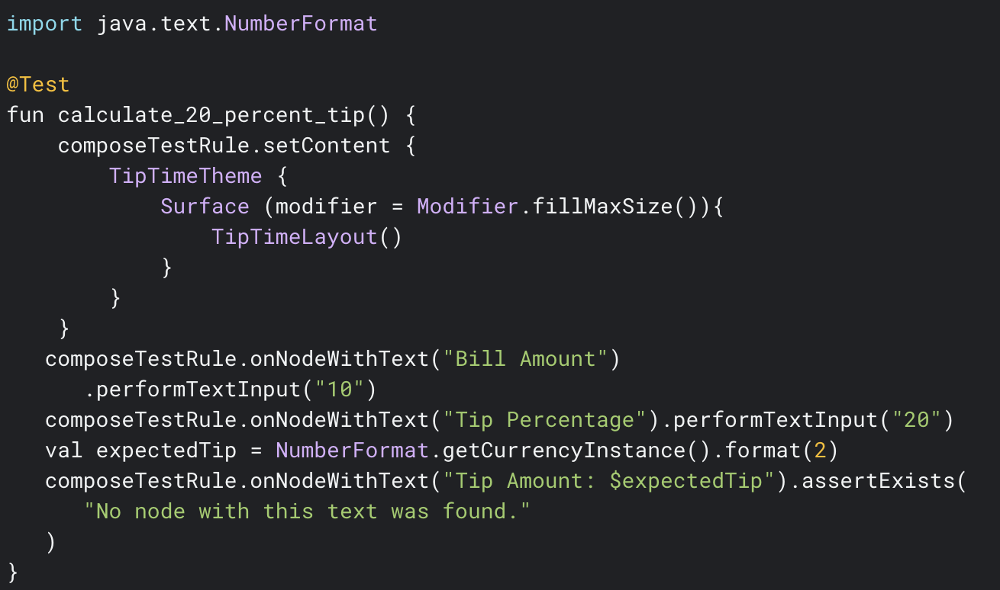 import java.text.NumberFormat

@Test
fun calculate_20_percent_tip() {
    composeTestRule.setContent {
        TipTimeTheme {
            Surface (modifier = Modifier.fillMaxSize()){
                TipTimeLayout()
            }
        }
    }
   composeTestRule.onNodeWithText("Bill Amount")
      .performTextInput("10")
   composeTestRule.onNodeWithText("Tip Percentage").performTextInput("20")
   val expectedTip = NumberFormat.getCurrencyInstance().format(2)
   composeTestRule.onNodeWithText("Tip Amount: $expectedTip").assertExists(
      "No node with this text was found."
   )
}